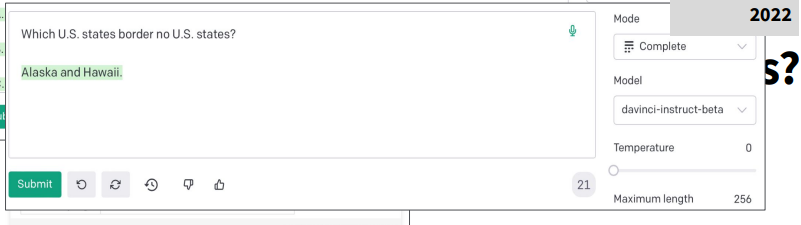 2022
Mode
Which U.S. states border no U.S. states?
Complete
s?
Alaska and Hawaii.
Model
davinci-instruct-beta
Temperature 0
Submit
21
Maximum length 256